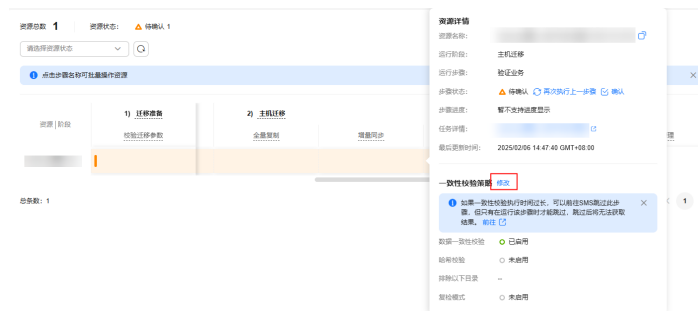 资源总数 1 资源状态： 待确认 1
请选择资源状态
点击步骤名称可批量操作资源
资源 | 阶段
1) 迁移准备
2) 主机迁移
校验迁移参数
全量复制
增量同步
总条数：1
资源详情
资源名称：
运行阶段： 主机迁移
运行步骤： 验证业务
步骤状态： 待确认 再次执行上一步骤 确认
步骤进度： 暂不支持进度显示
任务详情：
最后更新时间： 2025/02/06 14:47:40 GMT+08:00
一致性校验策略 修改
如果一致性校验执行时间过长，可以前往SMS跳过此步
骤，但只有在运行该步骤时才能跳过，跳过后将无法获取
结果。 前往
数据一致性校验 已启用
哈希校验 未启用
排除以下目录 --
复检模式 未启用
理
1